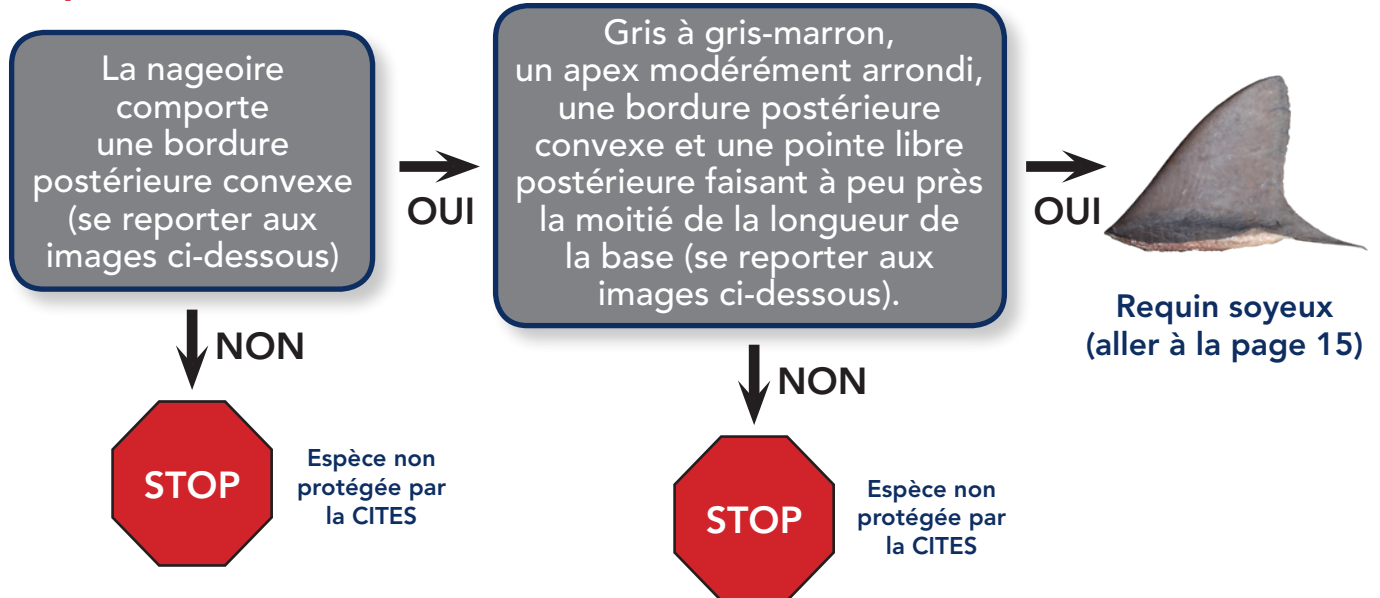 La nageoire
comporte
une bordure
postérieure convexe
(se reporter aux
images ci-dessous)
OUI
Gris à gris-marron,
un apex modérément arrondi,
une bordure postérieure
convexe et une pointe libre
postérieure faisant à peu près
la moitié de la longueur de
la base (se reporter aux
images ci-dessous).
OUI
Requin soyeux
(aller à la page 15)
NON
STOP
Espèce non
protégée par
la CITES
NON
STOP
Espèce non
protégée par
la CITES